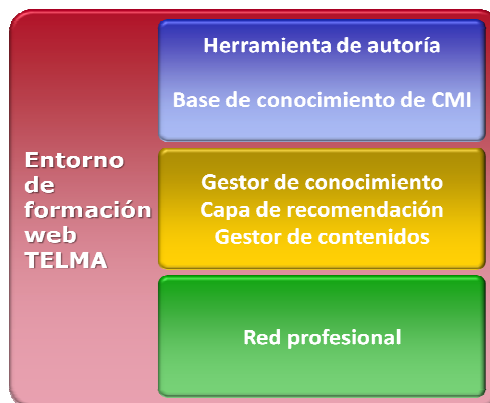 Entorno
de
formación
web
TELMA
Herramienta de autoría
Base de conocimiento de CMI
Gestor de conocimiento
Capa de recomendación
Gestor de contenidos
Red profesional